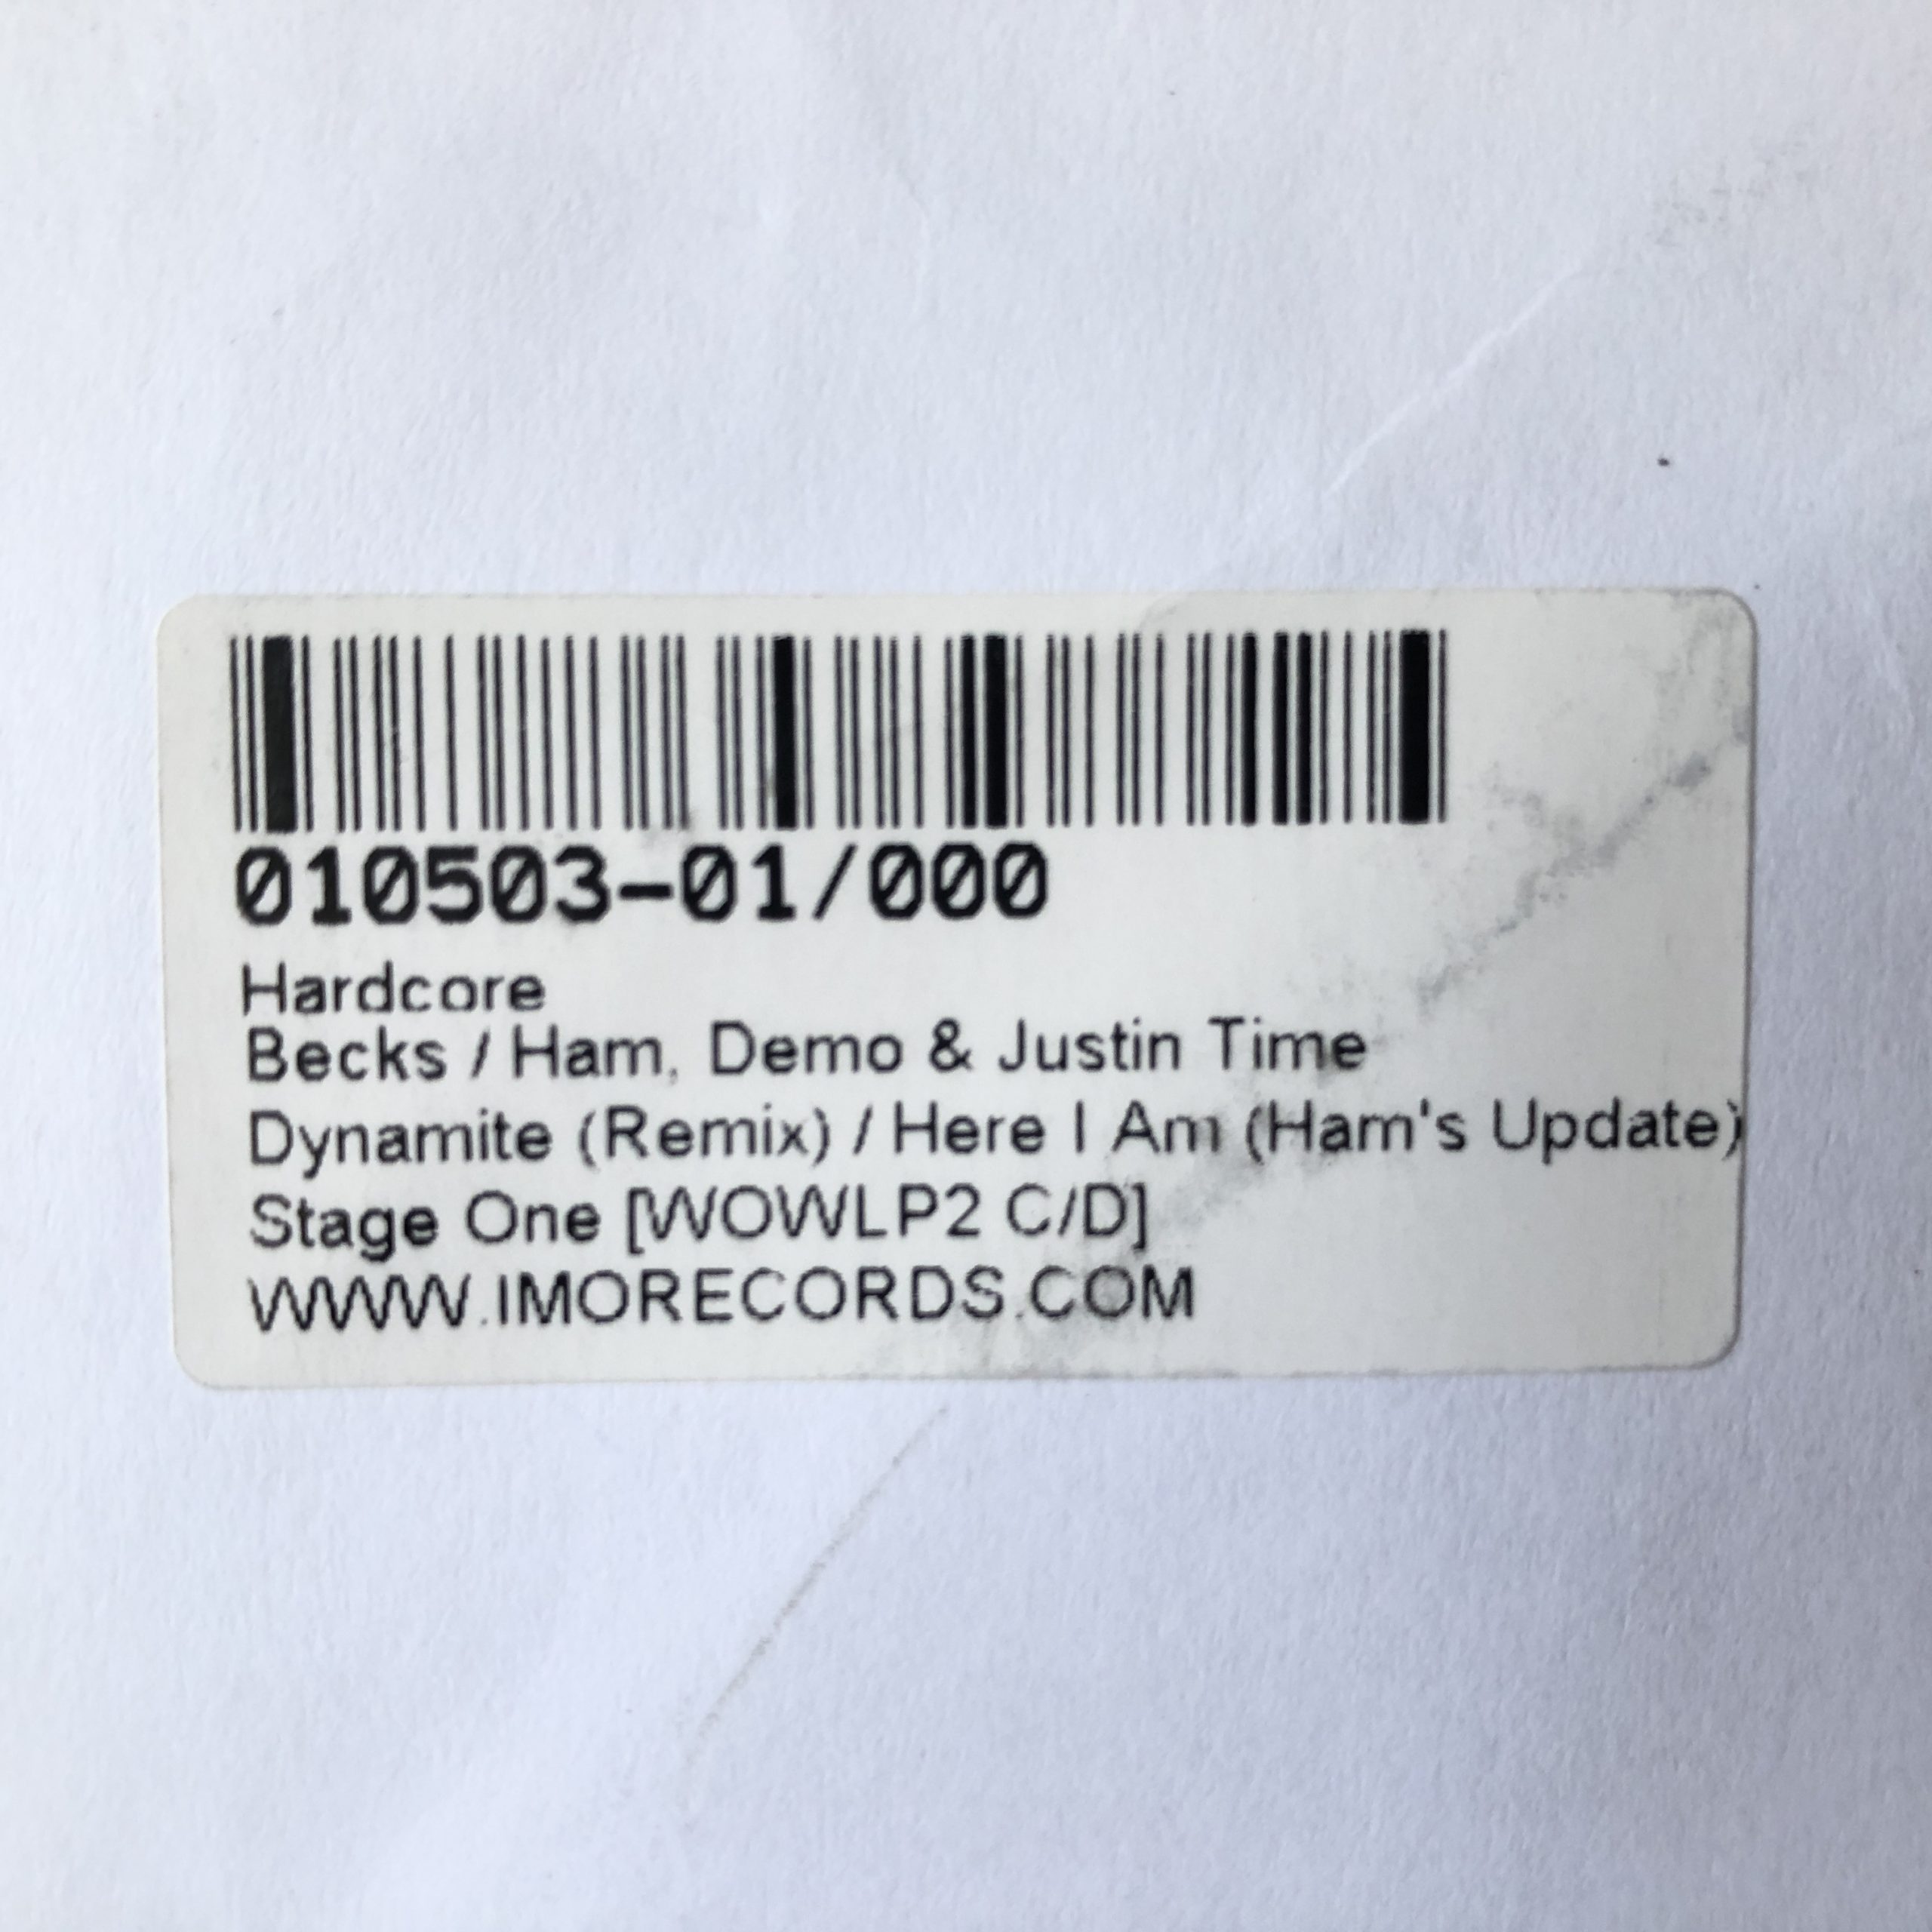 010503-01/000
Hardcore
Becks / Ham, Demo & Justin Time
Dynamite (Remix) / Here I Am (Ham's Update)
Stage One [WOWLP2 C/D]
WWW.IMORECORDS.COM